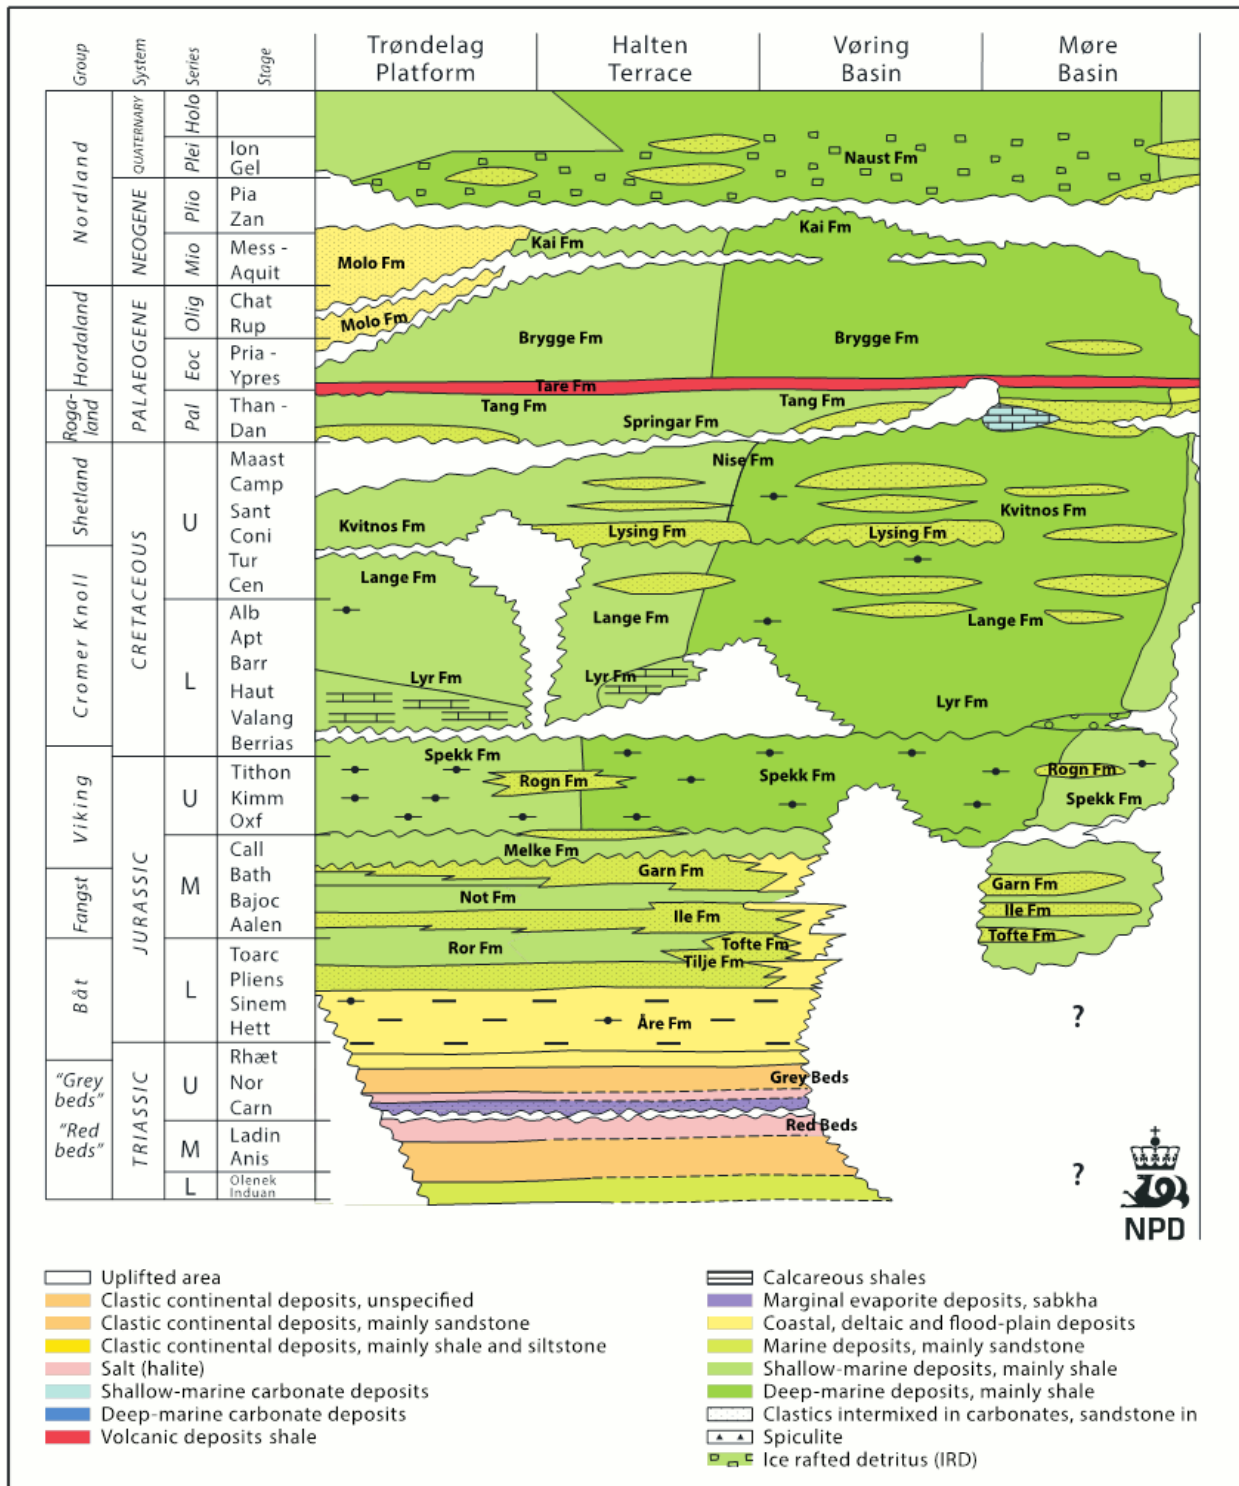 Group
System
Series
Stage
Trøndelag
Platform
Halten
Terrace
Vøring
Basin
Møre
Basin
Nordland
Hordaland
Roga-
land
Shetland
Cromer Knoll
Viking
Fangst
Båt
"Grey
beds"
"Red
beds"
QUATERNARY
NEOGENE
PALAEOGENE
CRETACEOUS
JURASSIC
TRIASSIC
Holo
Plei
Plio
Mio
Olig
Eoc
Pal
U
L
U
M
L
U
M
L
Ion
Gel
Pia
Zan
Mess -
Aquit
Chat
Rup
Pria -
Ypres
Than -
Dan
Maast
Camp
Sant
Coni
Tur
Cen
Alb
Apt
Barr
Haut
Valang
Berrias
Tithon
Kimm
Oxf
Call
Bath
Bajoc
Aalen
Toarc
Pliens
Sinem
Hett
Rhæt
Nor
Carn
Ladin
Anis
Olenek
Induan
Naust Fm
Kai Fm
Kai Fm
Molo Fm
Molo Fm
Brygge Fm
Brygge Fm
Tare Fm
Tang Fm
Tang Fm
Springar Fm
Nise Fm
Kvitnos Fm
Kvitnos Fm
Lysing Fm
Lysing Fm
Lange Fm
Lange Fm
Lange Fm
Lyr Fm
Lyr Fm
Lyr Fm
Spekk Fm
Rogn Fm
Spekk Fm
Rogn Fm
Spekk Fm
Melke Fm
Garn Fm
Garn Fm
Not Fm
Ile Fm
Ile Fm
Ror Fm
Tofte Fm
Tofte Fm
Tilje Fm
Åre Fm
?
Grey Beds
Red Beds
?
NPD
Uplifted area
Clastic continental deposits, unspecified
Clastic continental deposits, mainly sandstone
Clastic continental deposits, mainly shale and siltstone
Salt (halite)
Shallow-marine carbonate deposits
Deep-marine carbonate deposits
Volcanic deposits shale
Calcareous shales
Marginal evaporite deposits, sabkha
Coastal, deltaic and flood-plain deposits
Marine deposits, mainly sandstone
Shallow-marine deposits, mainly shale
Deep-marine deposits, mainly shale
Clastics intermixed in carbonates, sandstone in
Spiculite
Ice rafted detritus (IRD)